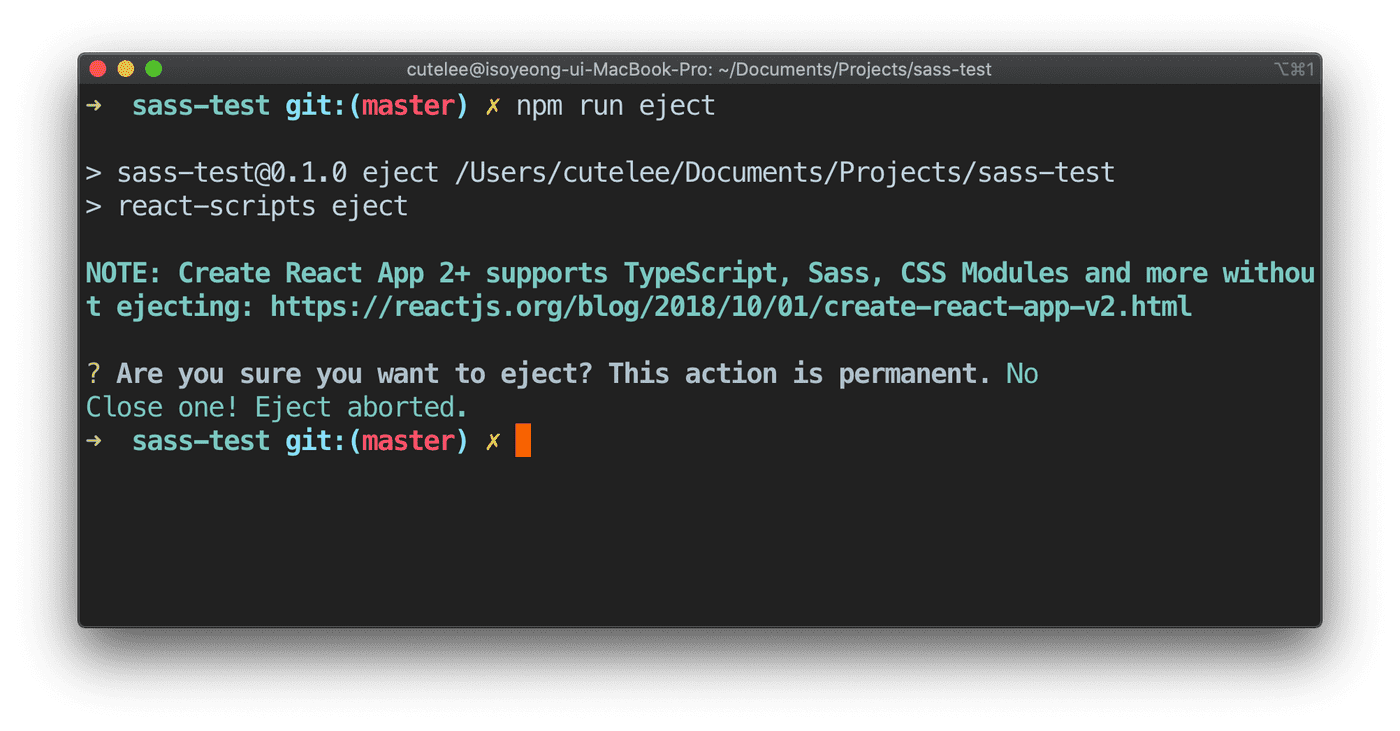 cutelee@isoyeong-ui-MacBook-Pro: ~/Documents/Projects/sass-test ⌥⌘1
➜ sass-test git:(master) ✗ npm run eject
> sass-test@0.1.0 eject /Users/cutelee/Documents/Projects/sass-test
> react-scripts eject
NOTE: Create React App 2+ supports TypeScript, Sass, CSS Modules and more withou
t ejecting: https://reactjs.org/blog/2018/10/01/create-react-app-v2.html
? Are you sure you want to eject? This action is permanent. No
Close one! Eject aborted.
➜ sass-test git:(master) ✗